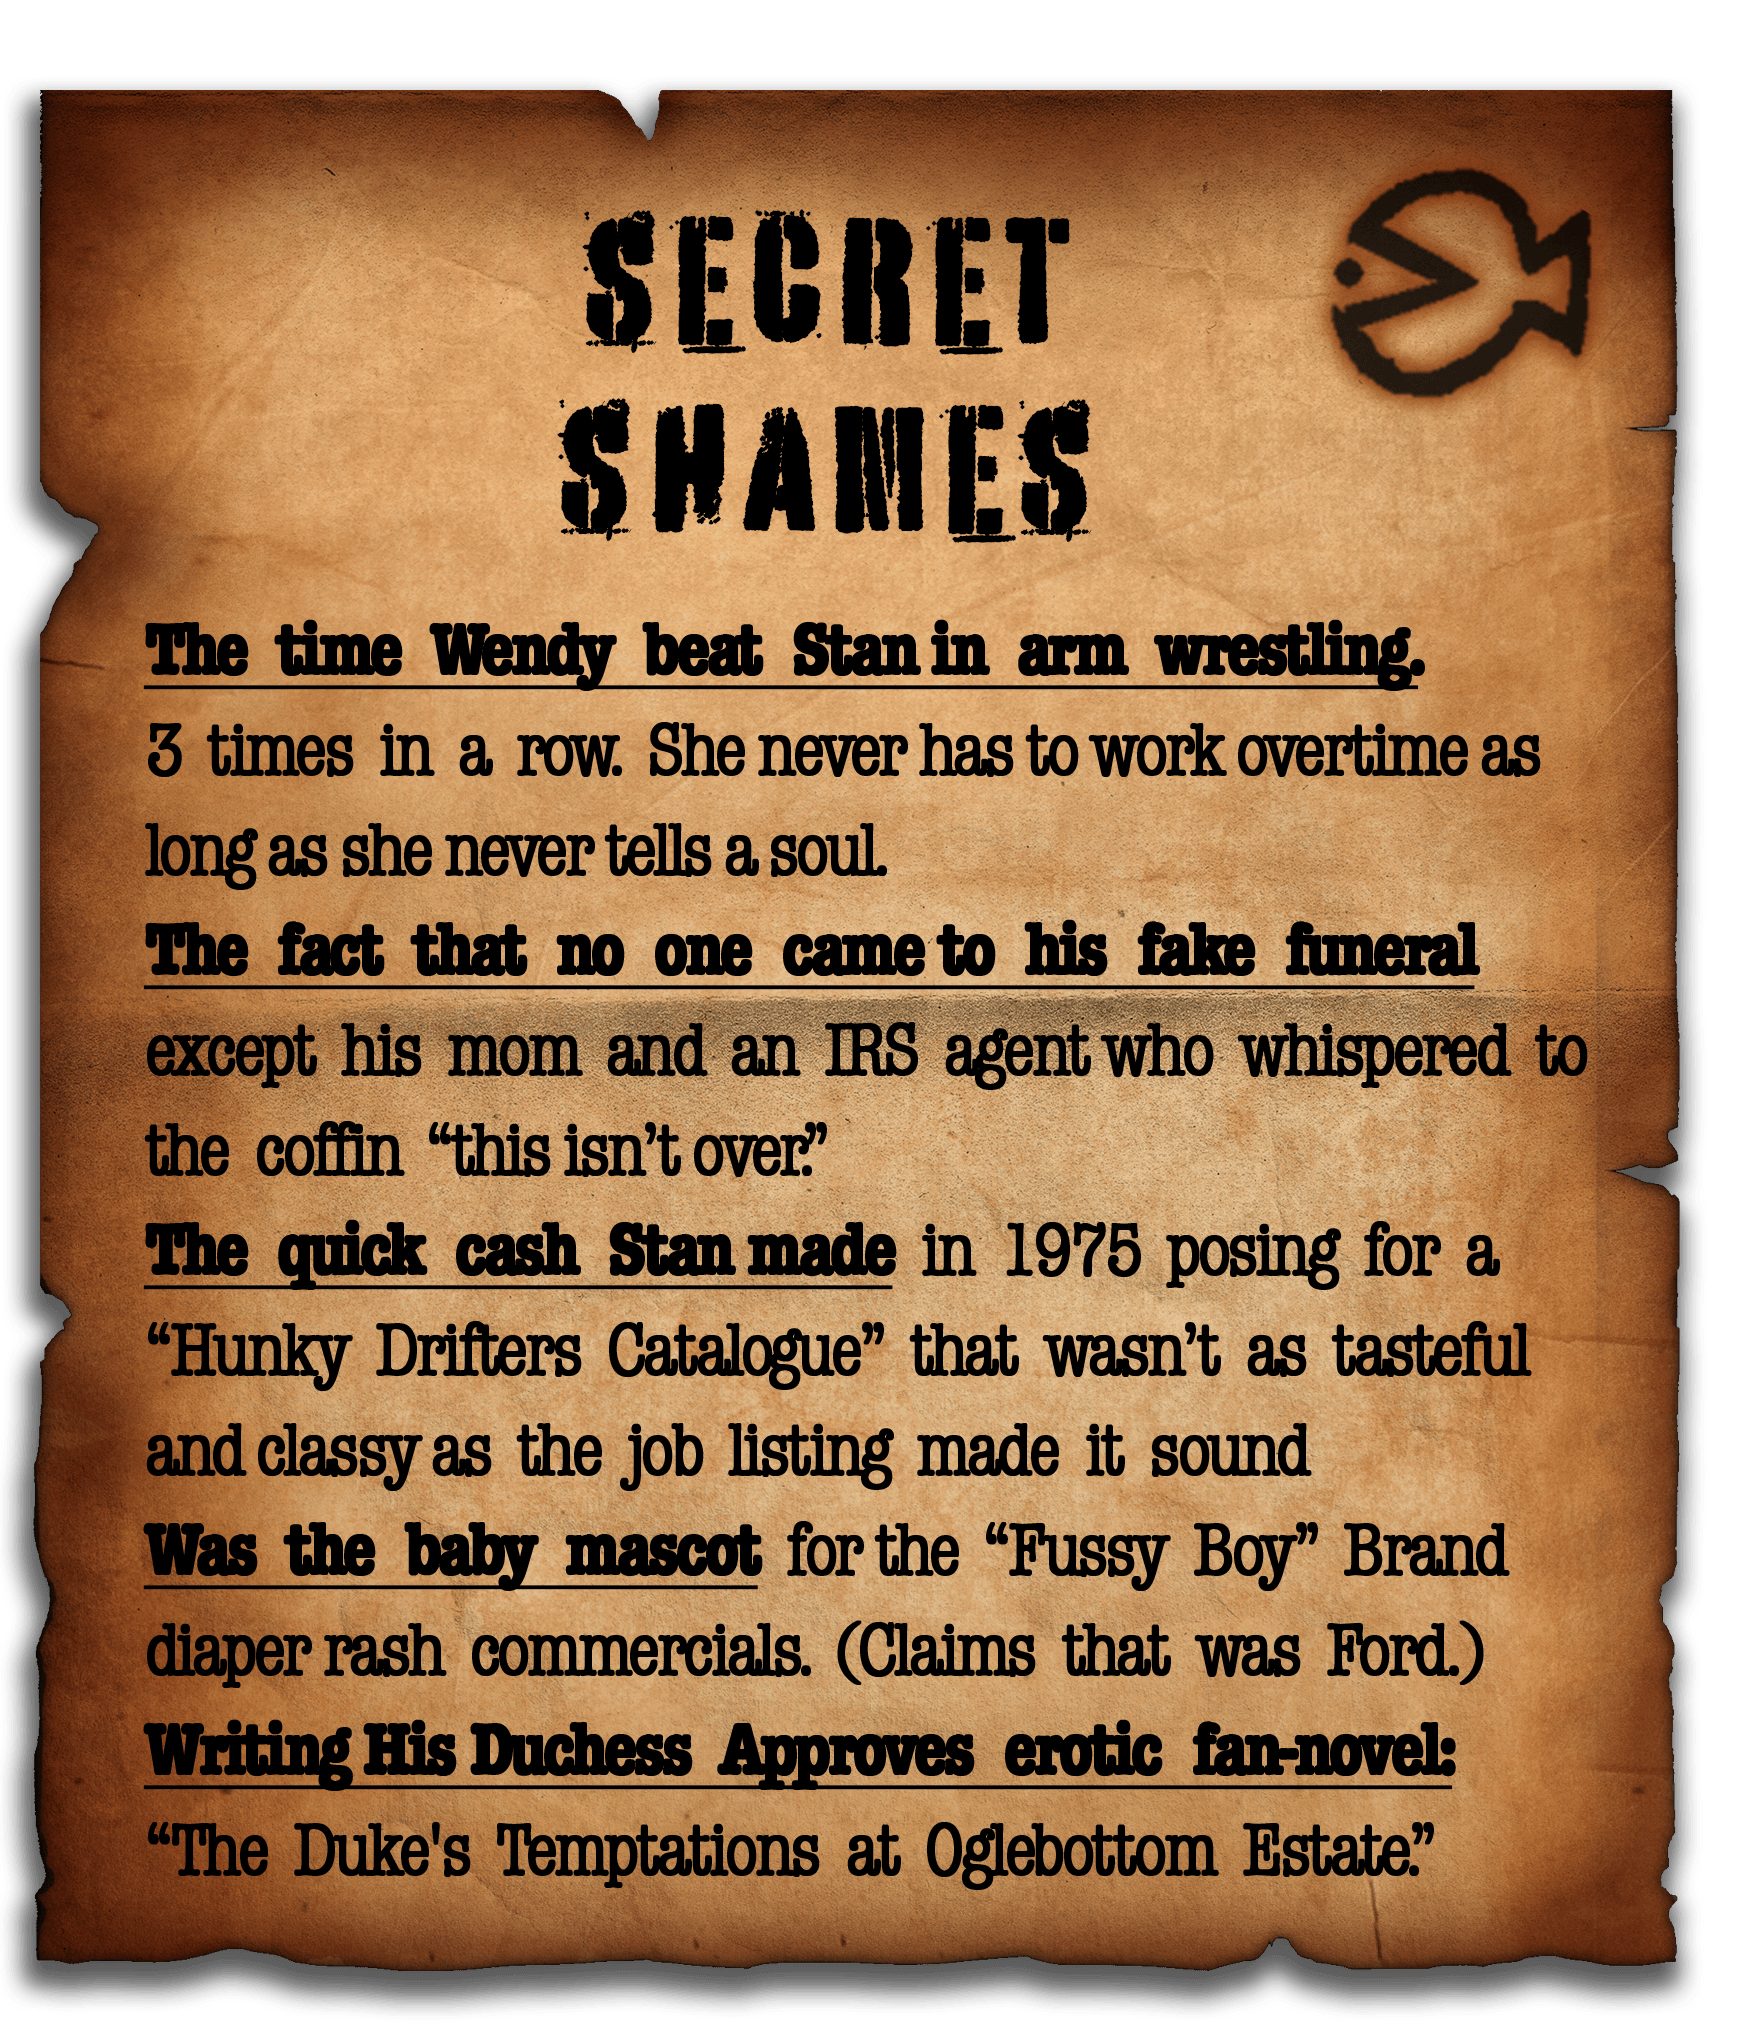 SECRET
SHAMES
The time Wendy beat Stan in arm wrestling.
3 times in a row. She never has to work overtime as
long as she never tells a soul.
The fact that no one came to his fake funeral
except his mom and an IRS agent who whispered to
the coffin “this isn’t over.”
The quick cash Stan made in 1975 posing for a
“Hunky Drifters Catalogue” that wasn’t as tasteful
and classy as the job listing made it sound
Was the baby mascot for the “Fussy Boy” Brand
diaper rash commercials. (Claims that was Ford.)
Writing His Duchess Approves erotic fan-novel:
“The Duke's Temptations at Oglebottom Estate.”